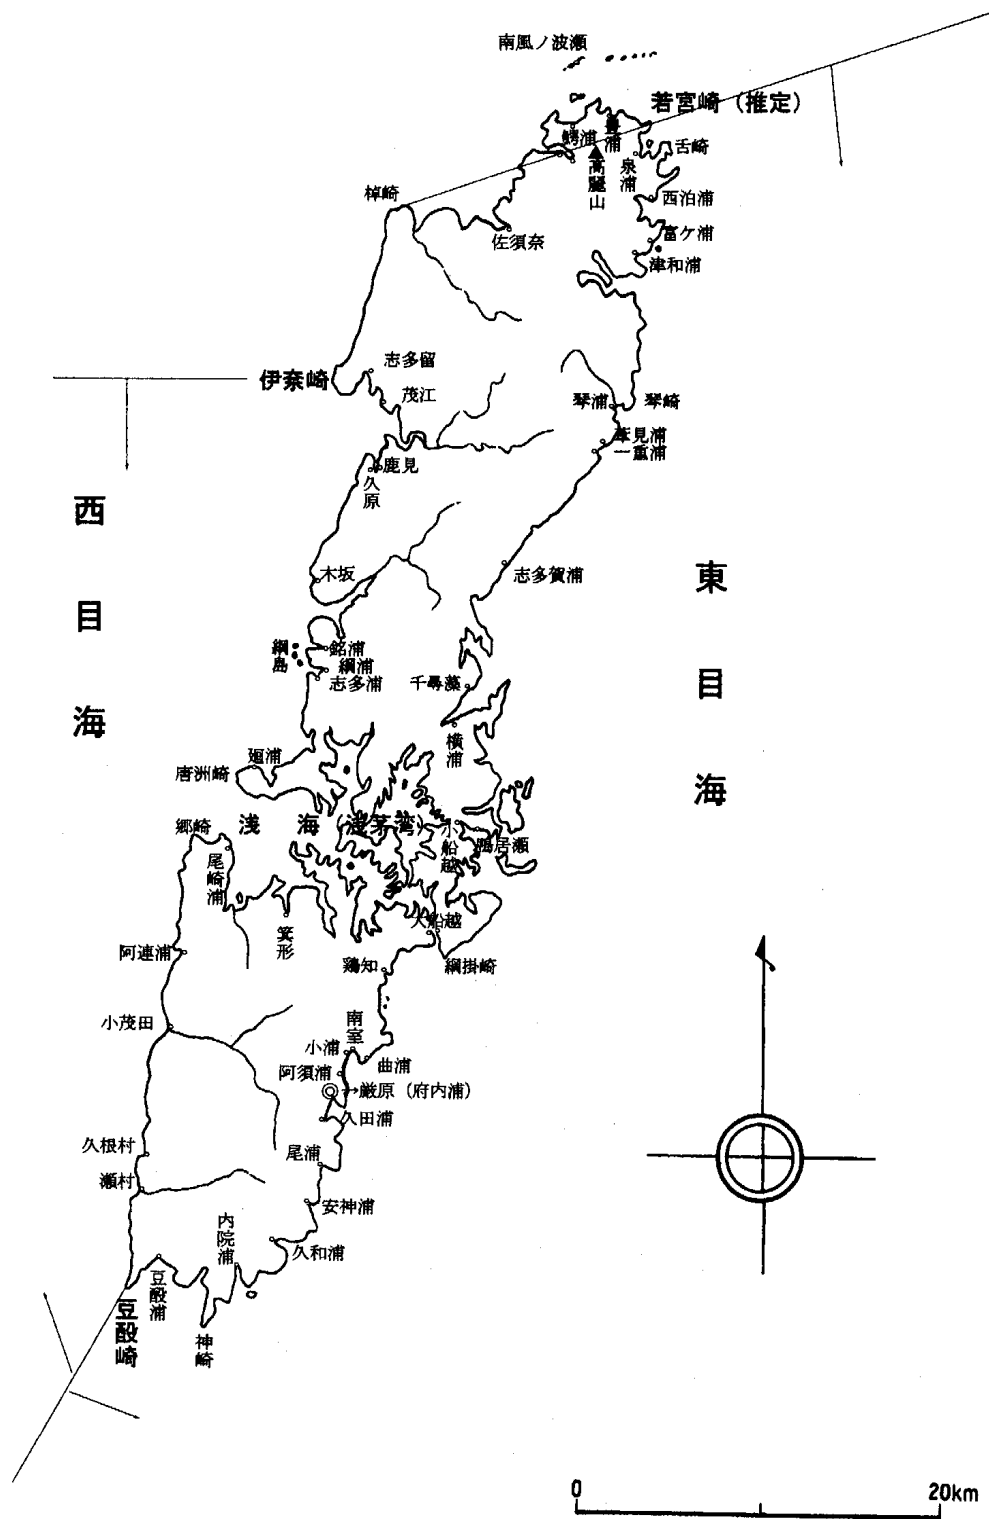 南風ノ波瀬
若宮崎（推定）
鰐浦
豊浦
泉浦
舌崎
高麗山
西泊浦
棹崎
佐須奈
富ケ浦
津和浦
志多留
伊奈崎
茂江
琴浦
琴崎
一重浦
鹿見
久原
西目海
木坂
志多賀浦
東目海
綱島
銘浦
綱浦
志多浦
千尋藻
横浦
廻浦
唐洲崎
郷崎
浅海（浅茅湾）
小船越
鴨居瀬
尾崎浦
箕形
大船越
阿連浦
鶏知
綱掛崎
小茂田
南室
小浦
曲浦
阿須浦
厳原（府内浦）
久田浦
久根村
尾浦
瀬村
安神浦
内院浦
久和浦
豆酘浦
豆酘崎
神崎
0
20km